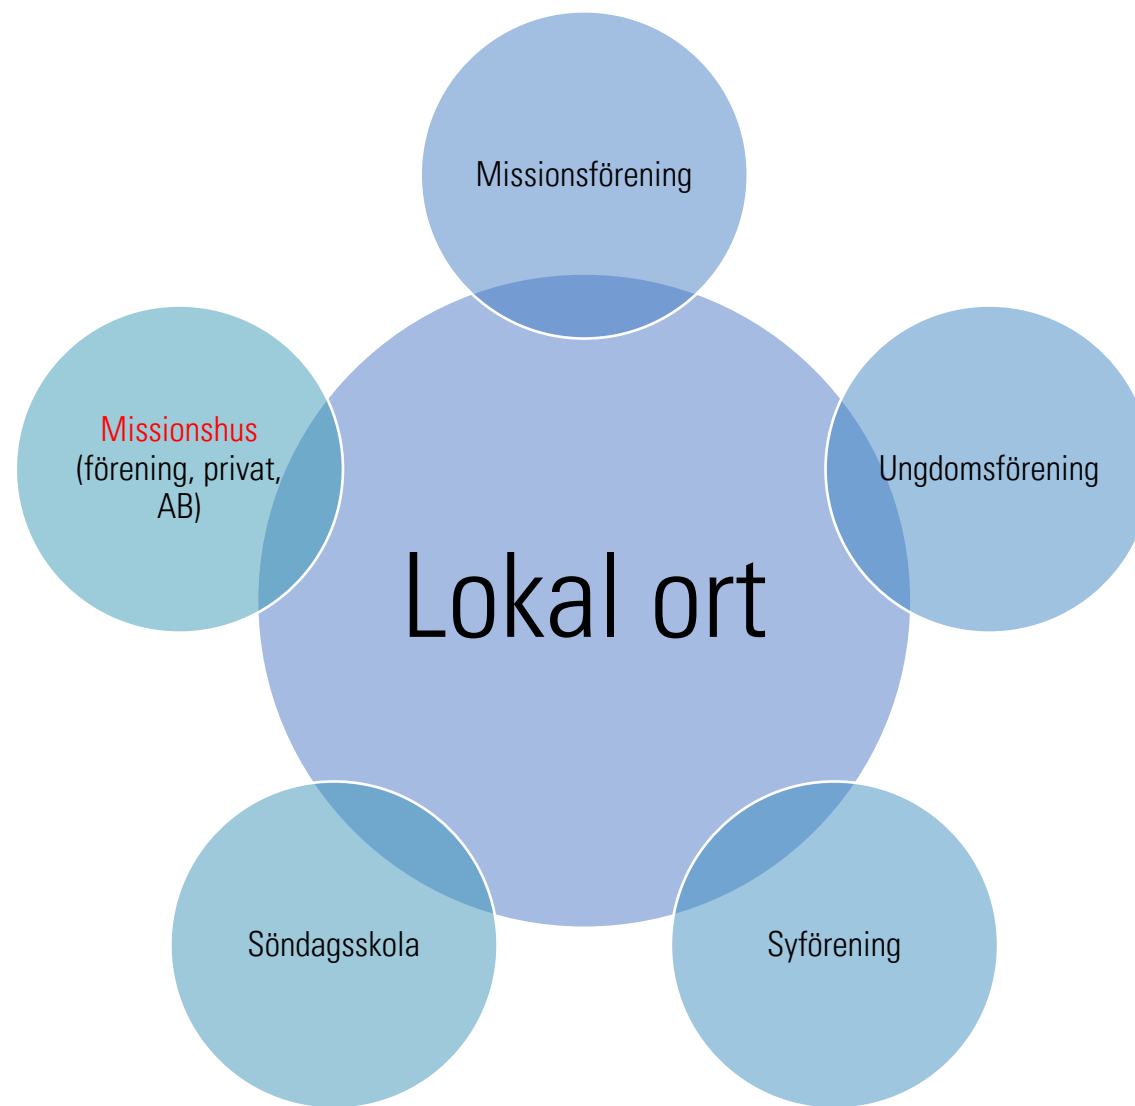 Missionsförening
Missionshus
(förening, privat,
AB)
Ungdomsförening
Lokal ort
Söndagsskola
Syförening